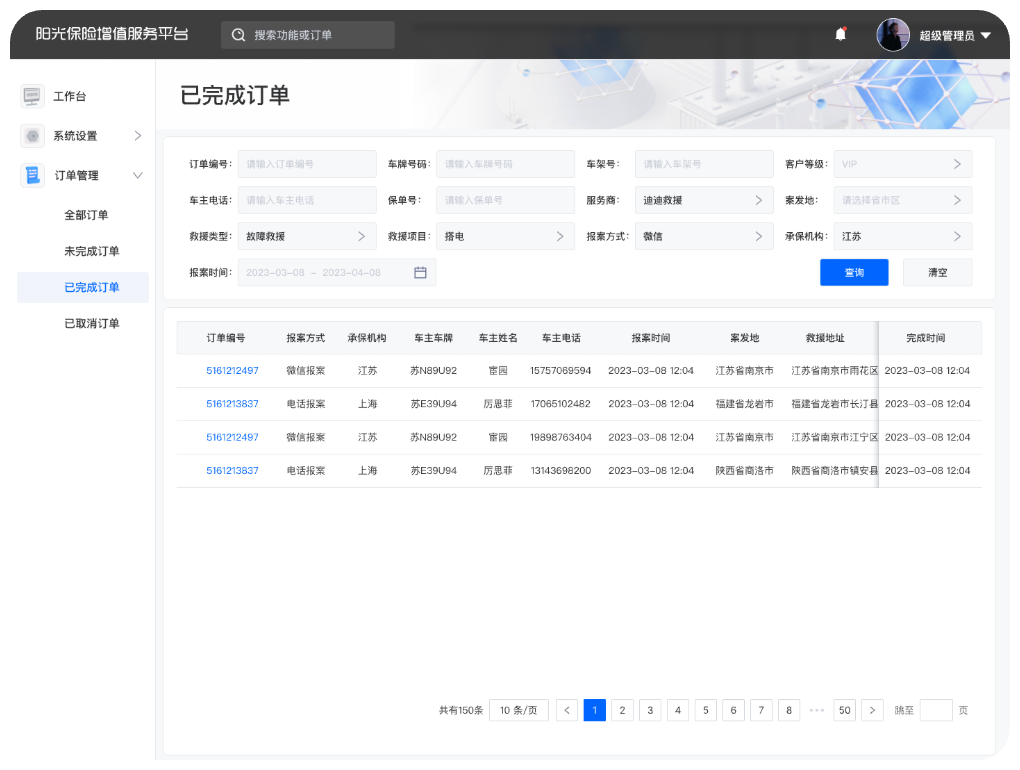 阳光保险增值服务平台 搜索功能或订单 超级管理员
工作台
系统设置
订单管理
全部订单
未完成订单
已完成订单
已取消订单
已完成订单
订单编号: 请输入订单编号 车牌号码: 请输入车牌号码 车架号: 请输入车架号 客户等级: VIP
车主电话: 请输入车主电话 保单号: 请输入保单号 服务商: 迪迪救援 案发地: 请选择省市区
救援类型: 故障救援 救援项目: 搭电 报案方式: 微信 承保机构: 江苏
报案时间: 2023-03-08 - 2023-04-08 查询 清空
订单编号 报案方式 承保机构 车主车牌 车主姓名 车主电话 报案时间 案发地 救援地址 完成时间
5161212497 微信报案 江苏 苏N89U92 宦园 15757069594 2023-03-08 12:04 江苏省南京市 江苏省南京市雨花区 2023-03-08 12:04
5161213837 电话报案 上海 苏E39U94 厉思菲 17065102482 2023-03-08 12:04 福建省龙岩市 福建省龙岩市长汀县 2023-03-08 12:04
5161212497 微信报案 江苏 苏N89U92 宦园 19898763404 2023-03-08 12:04 江苏省南京市 江苏省南京市江宁区 2023-03-08 12:04
5161213837 电话报案 上海 苏E39U94 厉思菲 13143698200 2023-03-08 12:04 陕西省商洛市 陕西省商洛市镇安县 2023-03-08 12:04
共有150条 10 条/页 < 1 2 3 4 5 6 7 8 ··· 50 > 跳至 页